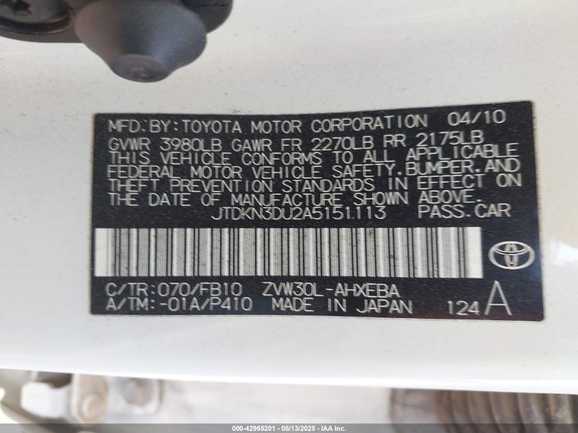 MFD. BY: TOYOTA MOTOR CORPORATION 04/10
GVWR 3980LB GAWR FR 2270LB RR 2175LB
THIS VEHICLE CONFORMS TO ALL APPLICABLE
FEDERAL MOTOR VEHICLE SAFETY, BUMPER, AND
THEFT PREVENTION STANDARDS IN EFFECT ON
THE DATE OF MANUFACTURE SHOWN ABOVE.
JTDKN3DU2A5151113 PASS. CAR
C/TR: 070/FB10 ZVW30L-AHXEBA
A/TM: -01A/P410 MADE IN JAPAN 124 A
000-42965201 - 08/13/2025 - IAA Inc.